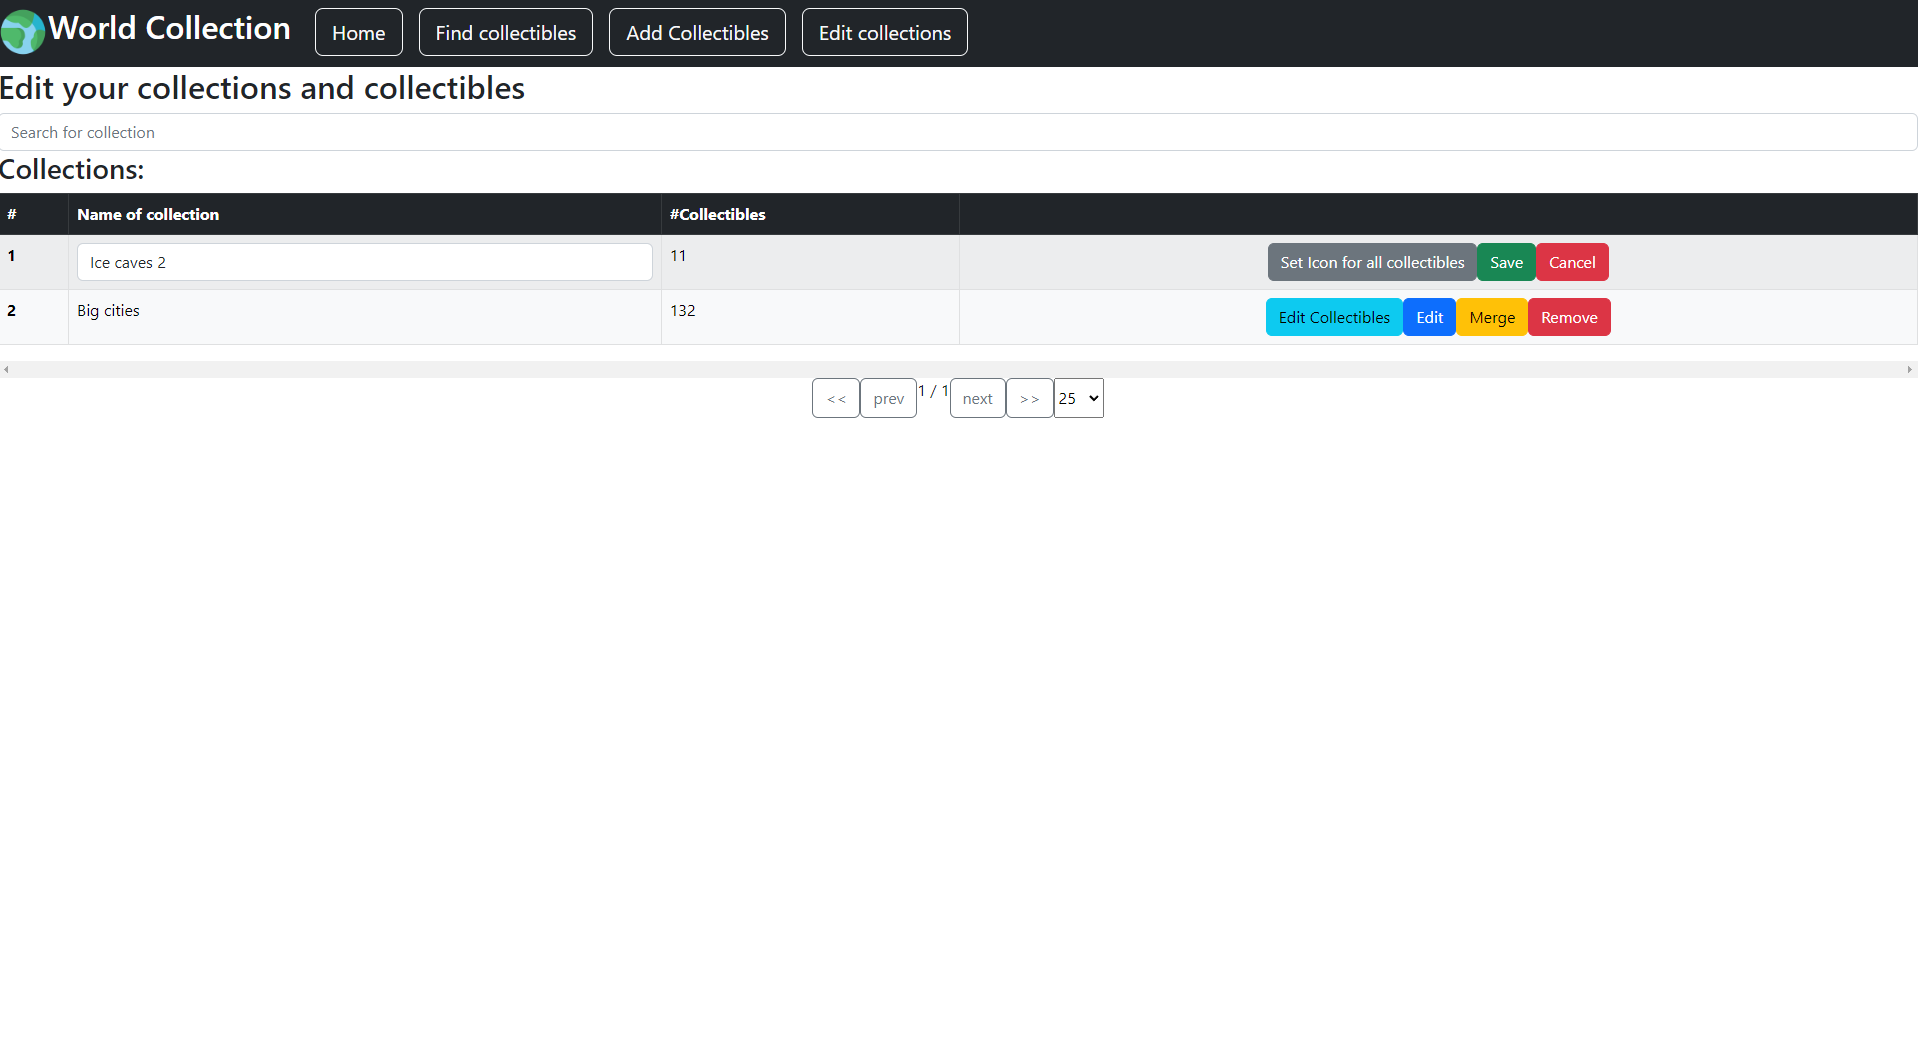 World Collection Home Find collectibles Add Collectibles Edit collections
Edit your collections and collectibles
Search for collection
Collections:
# Name of collection #Collectibles
1 Ice caves 2 11 Set Icon for all collectibles Save Cancel
2 Big cities 132 Edit Collectibles Edit Merge Remove
<< prev 1 / 1 next >> 25